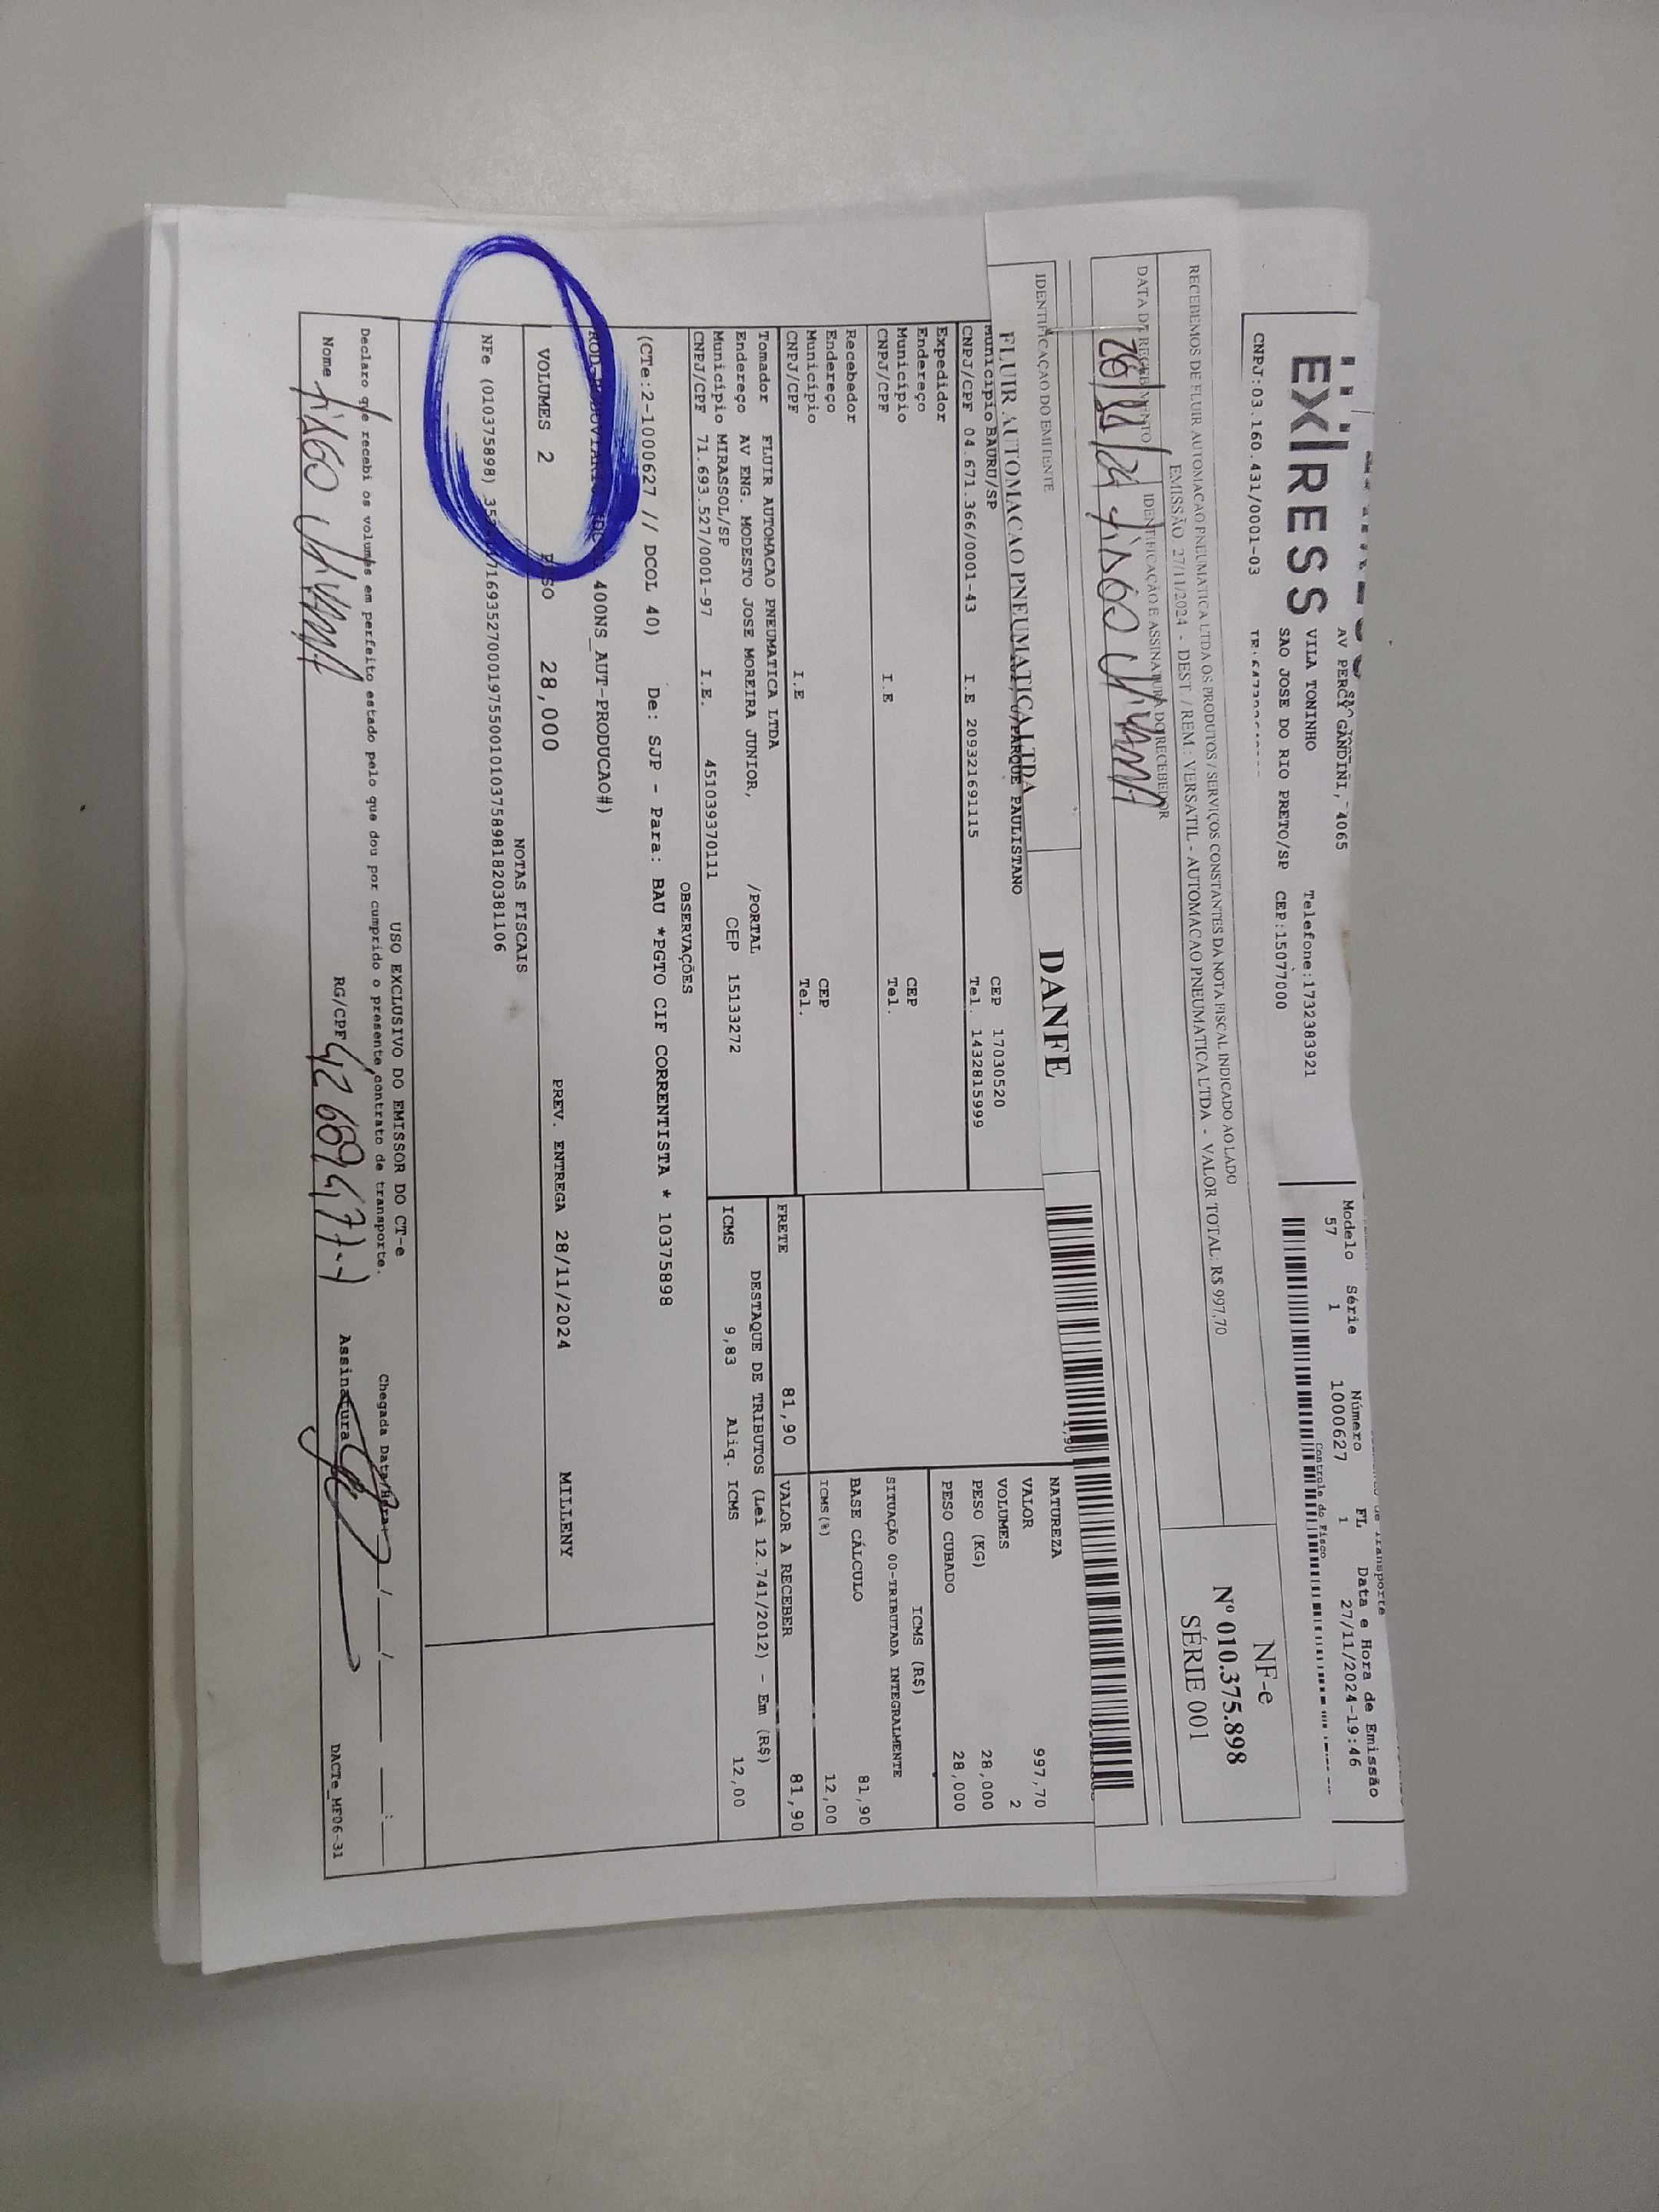 EXPRESS
AV PERCY GANDINI, 4065
VILA TONINHO Telefone:1732383921
SAO JOSE DO RIO PRETO/SP CEP:15077000
CNPJ:03.160.431/0001-03
Modelo Série Número FL Data e Hora de Emissão
57 1 1000627 1 27/11/2024-19:46
Controle do Fisco
RECEBEMOS DE FLUIR AUTOMACAO PNEUMATICA LTDA OS PRODUTOS / SERVIÇOS CONSTANTES DA NOTA FISCAL INDICADO AO LADO
EMISSÃO 27/11/2024 - DEST. / REM.: VERSATIL - AUTOMACAO PNEUMATICA LTDA - VALOR TOTAL: R$ 997,70
DATA DE RECEBIMENTO IDENTIFICAÇÃO E ASSINATURA DO RECEBEDOR
NF-e
Nº 010.375.898
SÉRIE 001
IDENTIFICAÇAO DO EMITENTE
DANFE
FLUIR AUTOMACAO PNEUMATICA LTDA
PARQUE PAULISTANO
Município BAURU/SP CEP 17030520
CNPJ/CPF 04.671.366/0001-43 I.E 209321691115 Tel. 1432815999
Expedidor
Endereço
Município CEP
CNPJ/CPF I.E Tel.
Recebedor
Endereço
Município CEP
CNPJ/CPF I.E Tel.
Tomador FLUIR AUTOMACAO PNEUMATICA LTDA
Endereço AV ENG. MODESTO JOSE MOREIRA JUNIOR, /PORTAL
Município MIRASSOL/SP CEP 15133272
CNPJ/CPF 71.693.527/0001-97 I.E. 451039370111
NATUREZA
VALOR 997,70
VOLUMES 2
PESO (KG) 28,000
PESO CUBADO 28,000
ICMS (R$)
SITUAÇÃO 00-TRIBUTADA INTEGRALMENTE
BASE CÁLCULO 81,90
ICMS(%) 12,00
FRETE 81,90 VALOR A RECEBER 81,90
DESTAQUE DE TRIBUTOS (Lei 12.741/2012) - Em (R$)
ICMS 9,83 Aliq. ICMS 12,00
OBSERVAÇÕES
(CTe:2-1000627 // DCOL 40) De: SJP - Para: BAU *PGTO CIF CORRENTISTA * 10375898
400NS_AUT-PRODUCAO#)
VOLUMES 2 PESO 28,000 PREV. ENTREGA 28/11/2024 MILLENY
NOTAS FISCAIS
NFe (010375898)
USO EXCLUSIVO DO EMISSOR DO CT-e
Declaro que recebi os volumes em perfeito estado pelo que dou por cumprido o presente contrato de transporte. Chegada Data/Hora: / / :
Nome RG/CPF Assinatura
DACTe_MF06-31